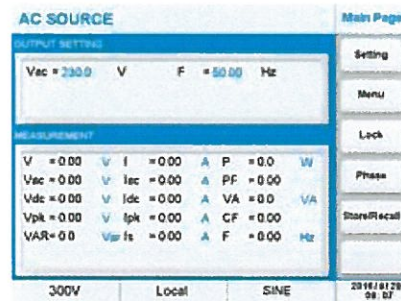 AC SOURCE
Main Page
OUTPUT SETTING
Vac = 230.0 V F = 50.00 Hz
Setting
Menu
Lock
Phase
Store/Recall
MEASUREMENT
V = 0.00 V I = 0.00 A P = 0.0 W
Vac = 0.00 V Iac = 0.00 A PF = 0.00
Vdc = 0.00 V Idc = 0.00 A VA = 0.0 VA
Vpk = 0.00 V Ipk = 0.00 A CF = 0.00
VAR= 0.0 Var Is = 0.00 A F = 0.00 Hz
300V Local SINE
08:07